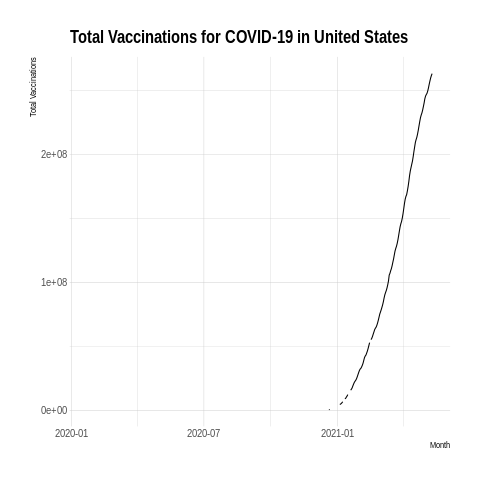 Total Vaccinations for COVID-19 in United States
Total Vaccinations
2e+08
1e+08
0e+00
2020-01 2020-07 2021-01
Month